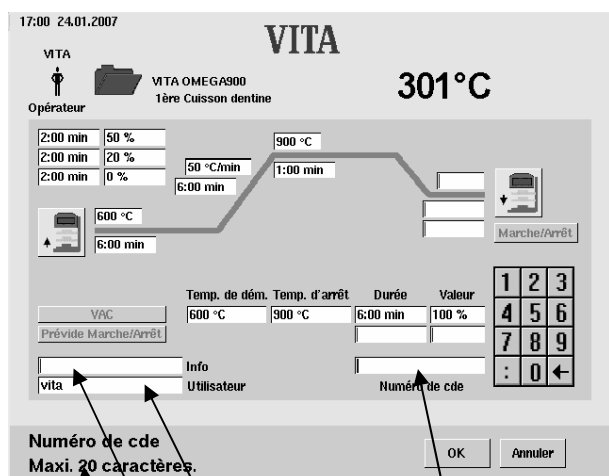 17:00 24.01.2007
VITA
VITA
VITA OMEGA900
1ère Cuisson dentine
301°C
Opérateur
2:00 min 50 %
2:00 min 20 %
2:00 min 0 %
50 °C/min
6:00 min
900 °C
1:00 min
600 °C
6:00 min
Marche/Arrêt
Temp. de dém. Temp. d'arrêt Durée Valeur
VAC 600 °C 900 °C 6:00 min 100 %
Prévide Marche/Arrêt
Info
vita Utilisateur Numéro de cde
1 2 3
4 5 6
7 8 9
: 0 ←
Numéro de cde
Maxi. 20 caractères.
OK Annuler